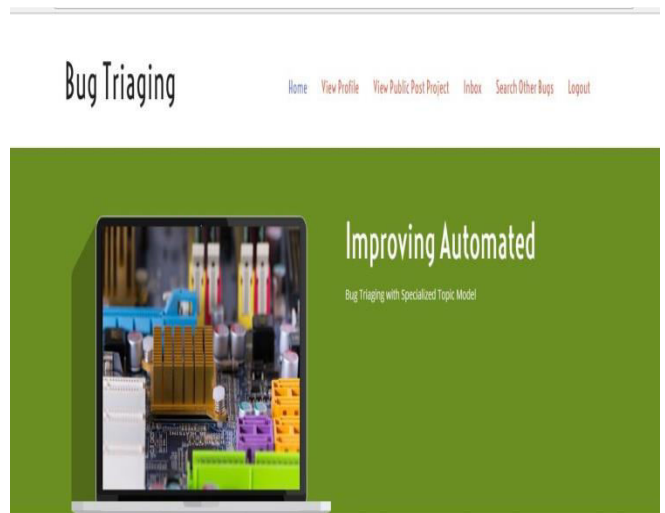 Bug Triaging
Home View Profile View Public Post Project Inbox Search Other Bugs Logout
Improving Automated
Bug Triaging with Specialized Topic Model